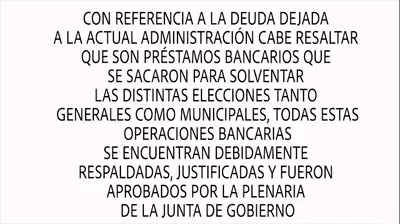 CON REFERENCIA A LA DEUDA DEJADA
A LA ACTUAL ADMINISTRACIÓN CABE RESALTAR
QUE SON PRÉSTAMOS BANCARIOS QUE
SE SACARON PARA SOLVENTAR
LAS DISTINTAS ELECCIONES TANTO
GENERALES COMO MUNICIPALES, TODAS ESTAS
OPERACIONES BANCARIAS
SE ENCUENTRAN DEBIDAMENTE
RESPALDADAS, JUSTIFICADAS Y FUERON
APROBADOS POR LA PLENARIA
DE LA JUNTA DE GOBIERNO